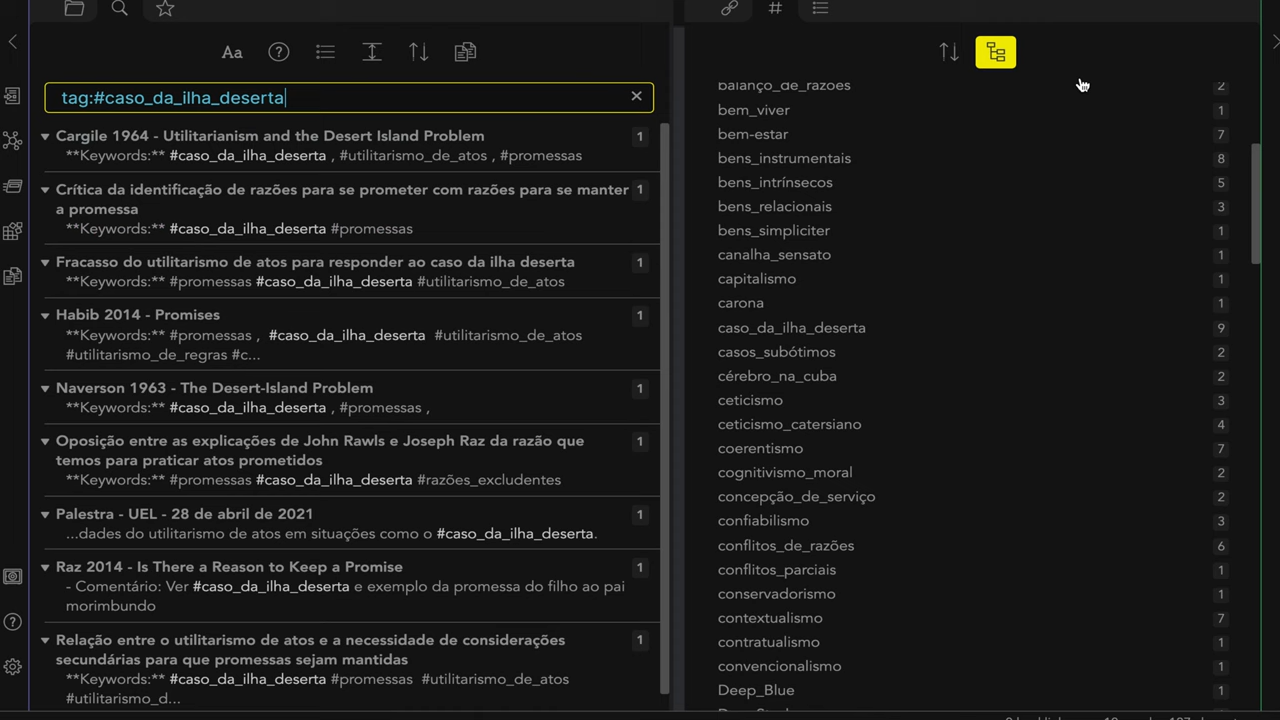 Aa
tag:#caso_da_ilha_deserta
Cargile 1964 - Utilitarianism and the Desert Island Problem 1
**Keywords:** #caso_da_ilha_deserta , #utilitarismo_de_atos , #promessas
Crítica da identificação de razões para se prometer com razões para se manter 1
a promessa
**Keywords:** #caso_da_ilha_deserta #promessas
Fracasso do utilitarismo de atos para responder ao caso da ilha deserta 1
**Keywords:** #promessas #caso_da_ilha_deserta #utilitarismo_de_atos
Habib 2014 - Promises 1
**Keywords:** #promessas , #caso_da_ilha_deserta #utilitarismo_de_atos
#utilitarismo_de_regras #c...
Naverson 1963 - The Desert-Island Problem 1
**Keywords:** #caso_da_ilha_deserta , #promessas ,
Oposição entre as explicações de John Rawls e Joseph Raz da razão que 1
temos para praticar atos prometidos
**Keywords:** #promessas #caso_da_ilha_deserta #razões_excludentes
Palestra - UEL - 28 de abril de 2021 1
...dades do utilitarismo de atos em situações como o #caso_da_ilha_deserta.
Raz 2014 - Is There a Reason to Keep a Promise 1
- Comentário: Ver #caso_da_ilha_deserta e exemplo da promessa do filho ao pai
morimbundo
Relação entre o utilitarismo de atos e a necessidade de considerações 1
secundárias para que promessas sejam mantidas
**Keywords:** #caso_da_ilha_deserta #promessas #utilitarismo_de_atos
#utilitarismo_d...
balanço_de_razões 2
bem_viver 1
bem-estar 7
bens_instrumentais 8
bens_intrínsecos 5
bens_relacionais 3
bens_simpliciter 1
canalha_sensato 1
capitalismo 1
carona 1
caso_da_ilha_deserta 9
casos_subótimos 2
cérebro_na_cuba 2
ceticismo 3
ceticismo_catersiano 4
coerentismo 7
cognitivismo_moral 2
concepção_de_serviço 2
confiabilismo 3
conflitos_de_razões 6
conflitos_parciais 1
conservadorismo 1
contextualismo 7
contratualismo 1
convencionalismo 1
Deep_Blue 1